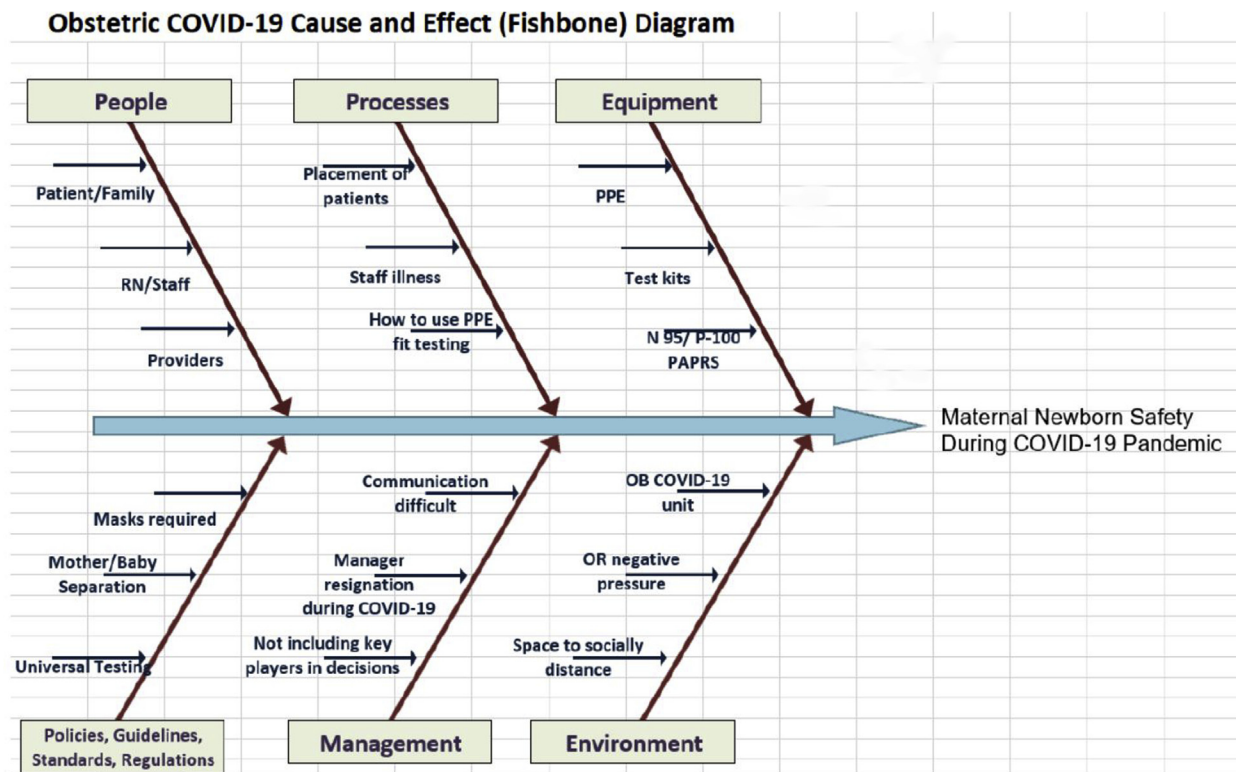 Obstetric COVID-19 Cause and Effect (Fishbone) Diagram
People
Processes
Equipment
Patient/Family
Placement of
patients
PPE
RN/Staff
Staff illness
Test kits
Providers
How to use PPE
fit testing
N 95/ P-100
PAPRS
Maternal Newborn Safety
During COVID-19 Pandemic
Masks required
Communication
difficult
OB COVID-19
unit
Mother/Baby
Separation
Manager
resignation
during COVID-19
OR negative
pressure
Universal Testing
Not including key
players in decisions
Space to socially
distance
Policies, Guidelines,
Standards, Regulations
Management
Environment